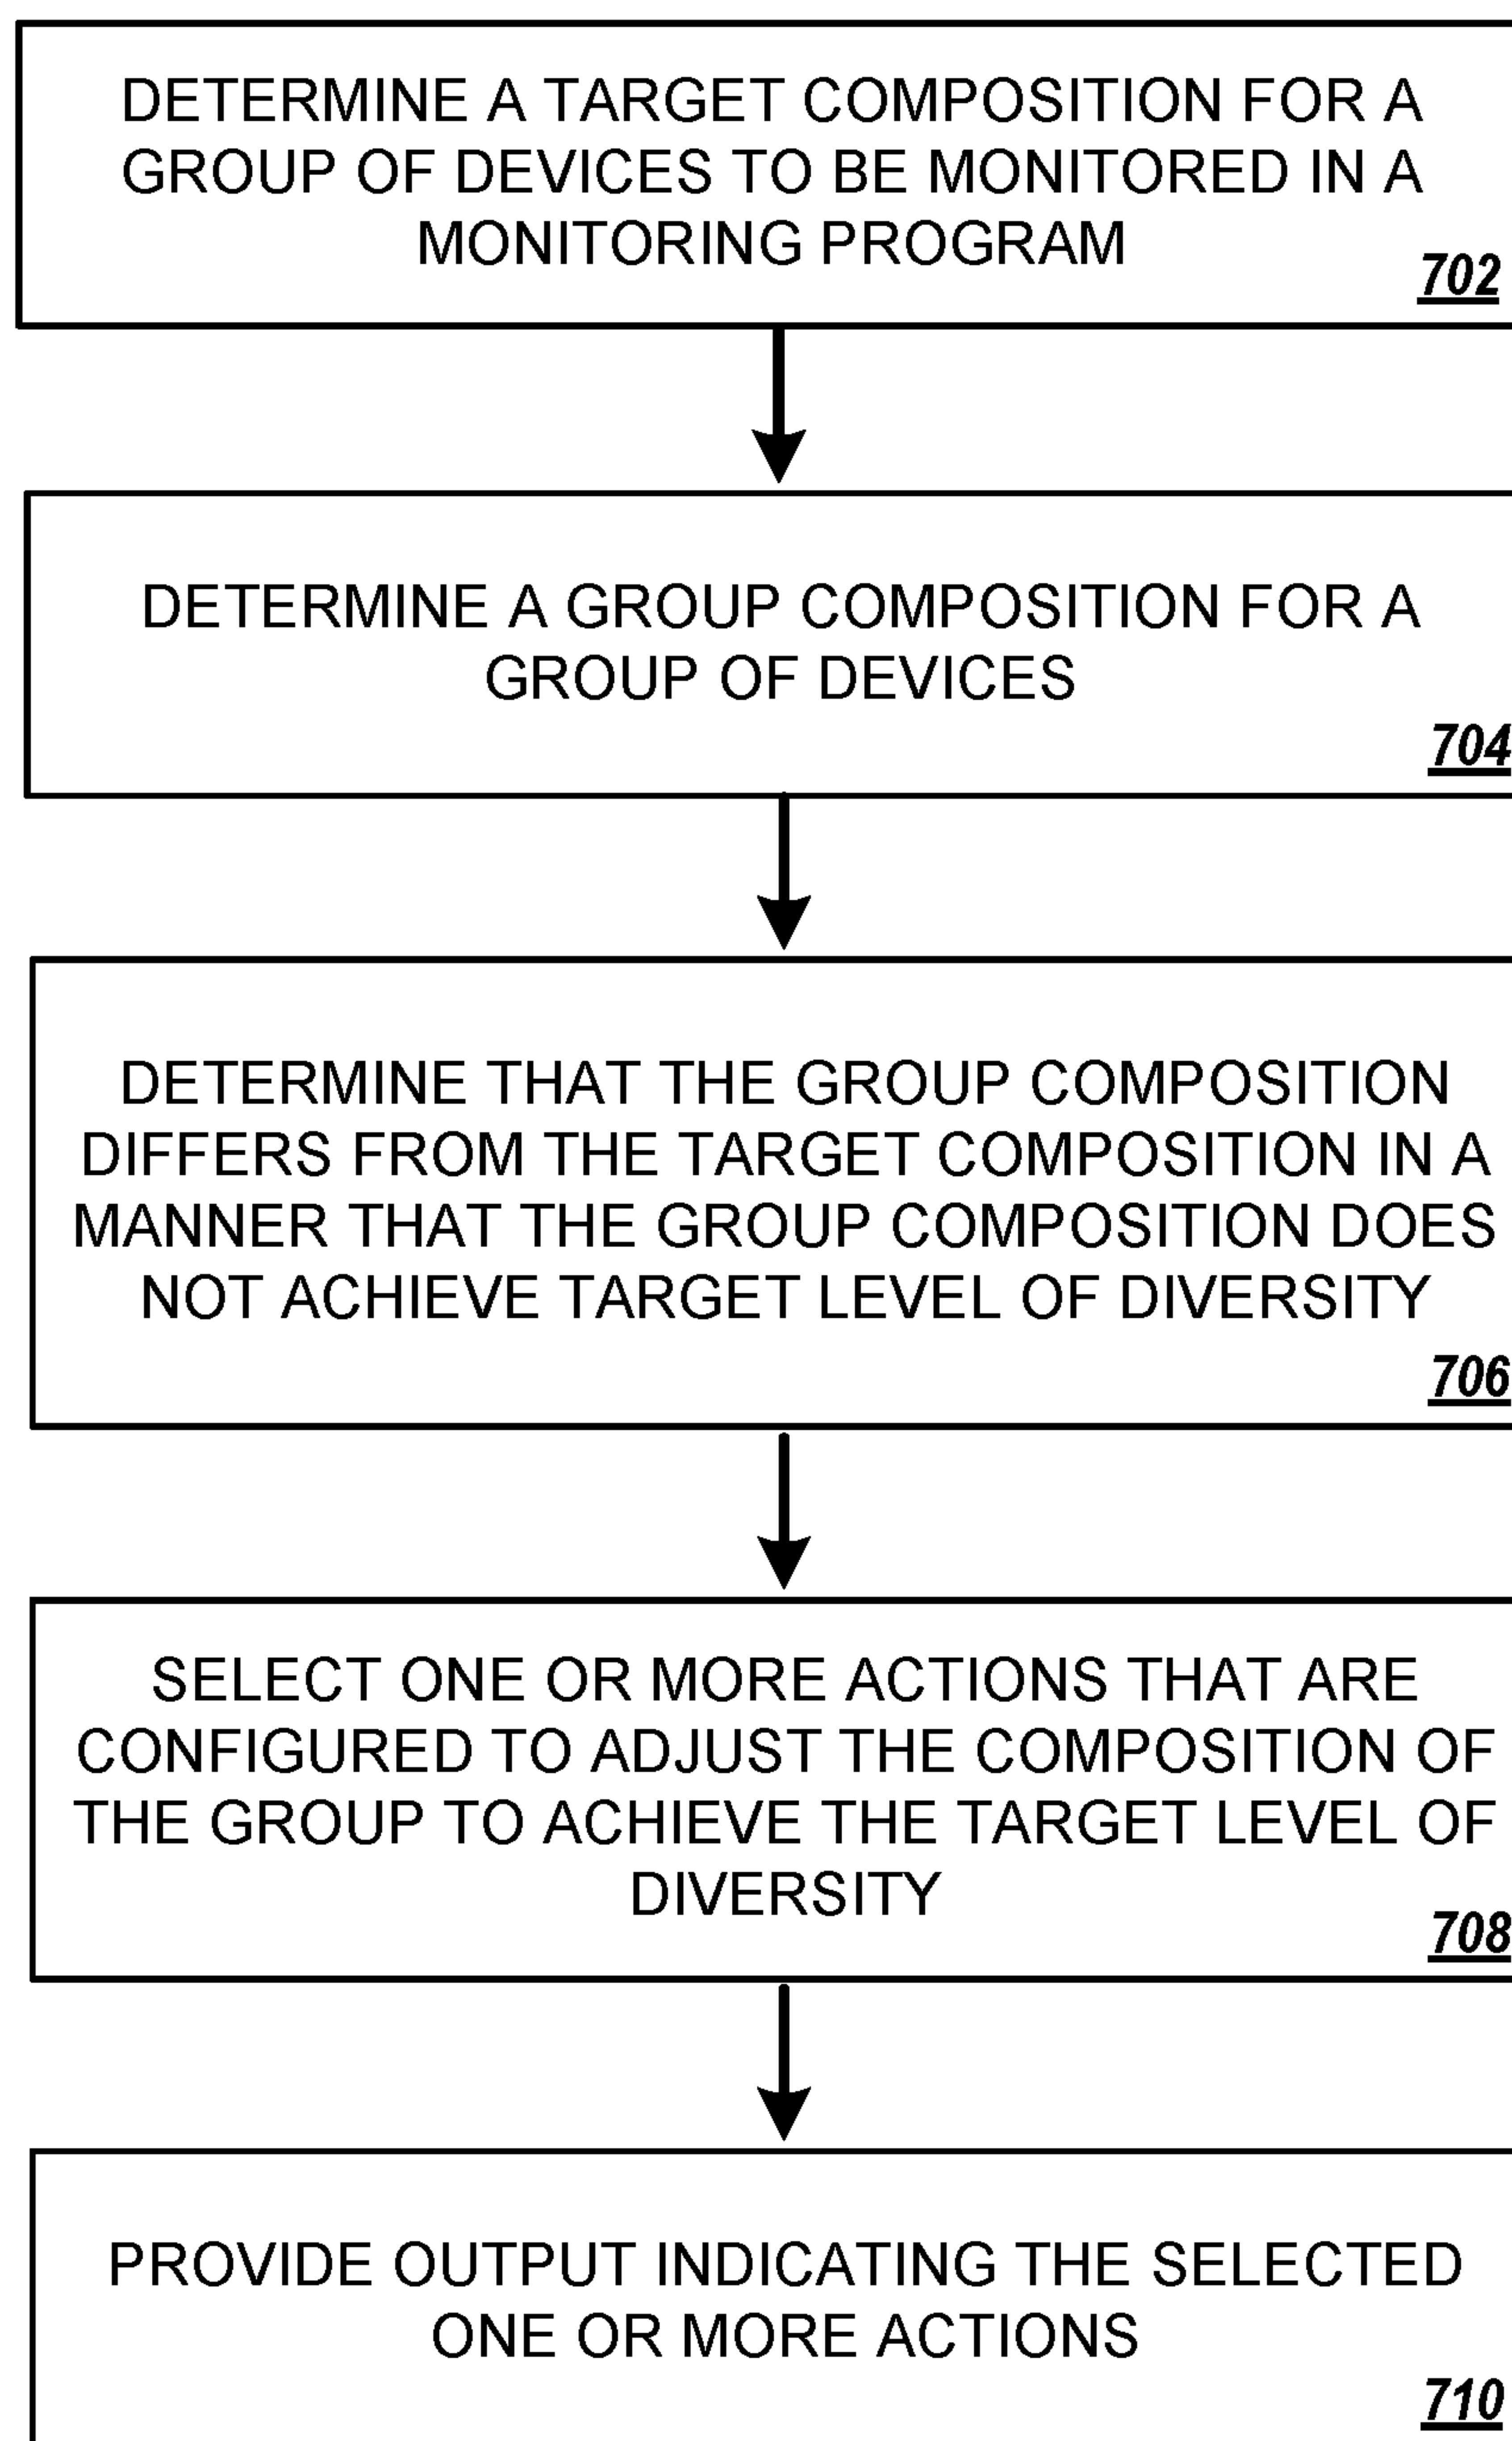 DETERMINE A TARGET COMPOSITION FOR A
GROUP OF DEVICES TO BE MONITORED IN A
MONITORING PROGRAM
702
DETERMINE A GROUP COMPOSITION FOR A
GROUP OF DEVICES
704
DETERMINE THAT THE GROUP COMPOSITION
DIFFERS FROM THE TARGET COMPOSITION IN A
MANNER THAT THE GROUP COMPOSITION DOES
NOT ACHIEVE TARGET LEVEL OF DIVERSITY
706
SELECT ONE OR MORE ACTIONS THAT ARE
CONFIGURED TO ADJUST THE COMPOSITION OF
THE GROUP TO ACHIEVE THE TARGET LEVEL OF
DIVERSITY
708
PROVIDE OUTPUT INDICATING THE SELECTED
ONE OR MORE ACTIONS
710